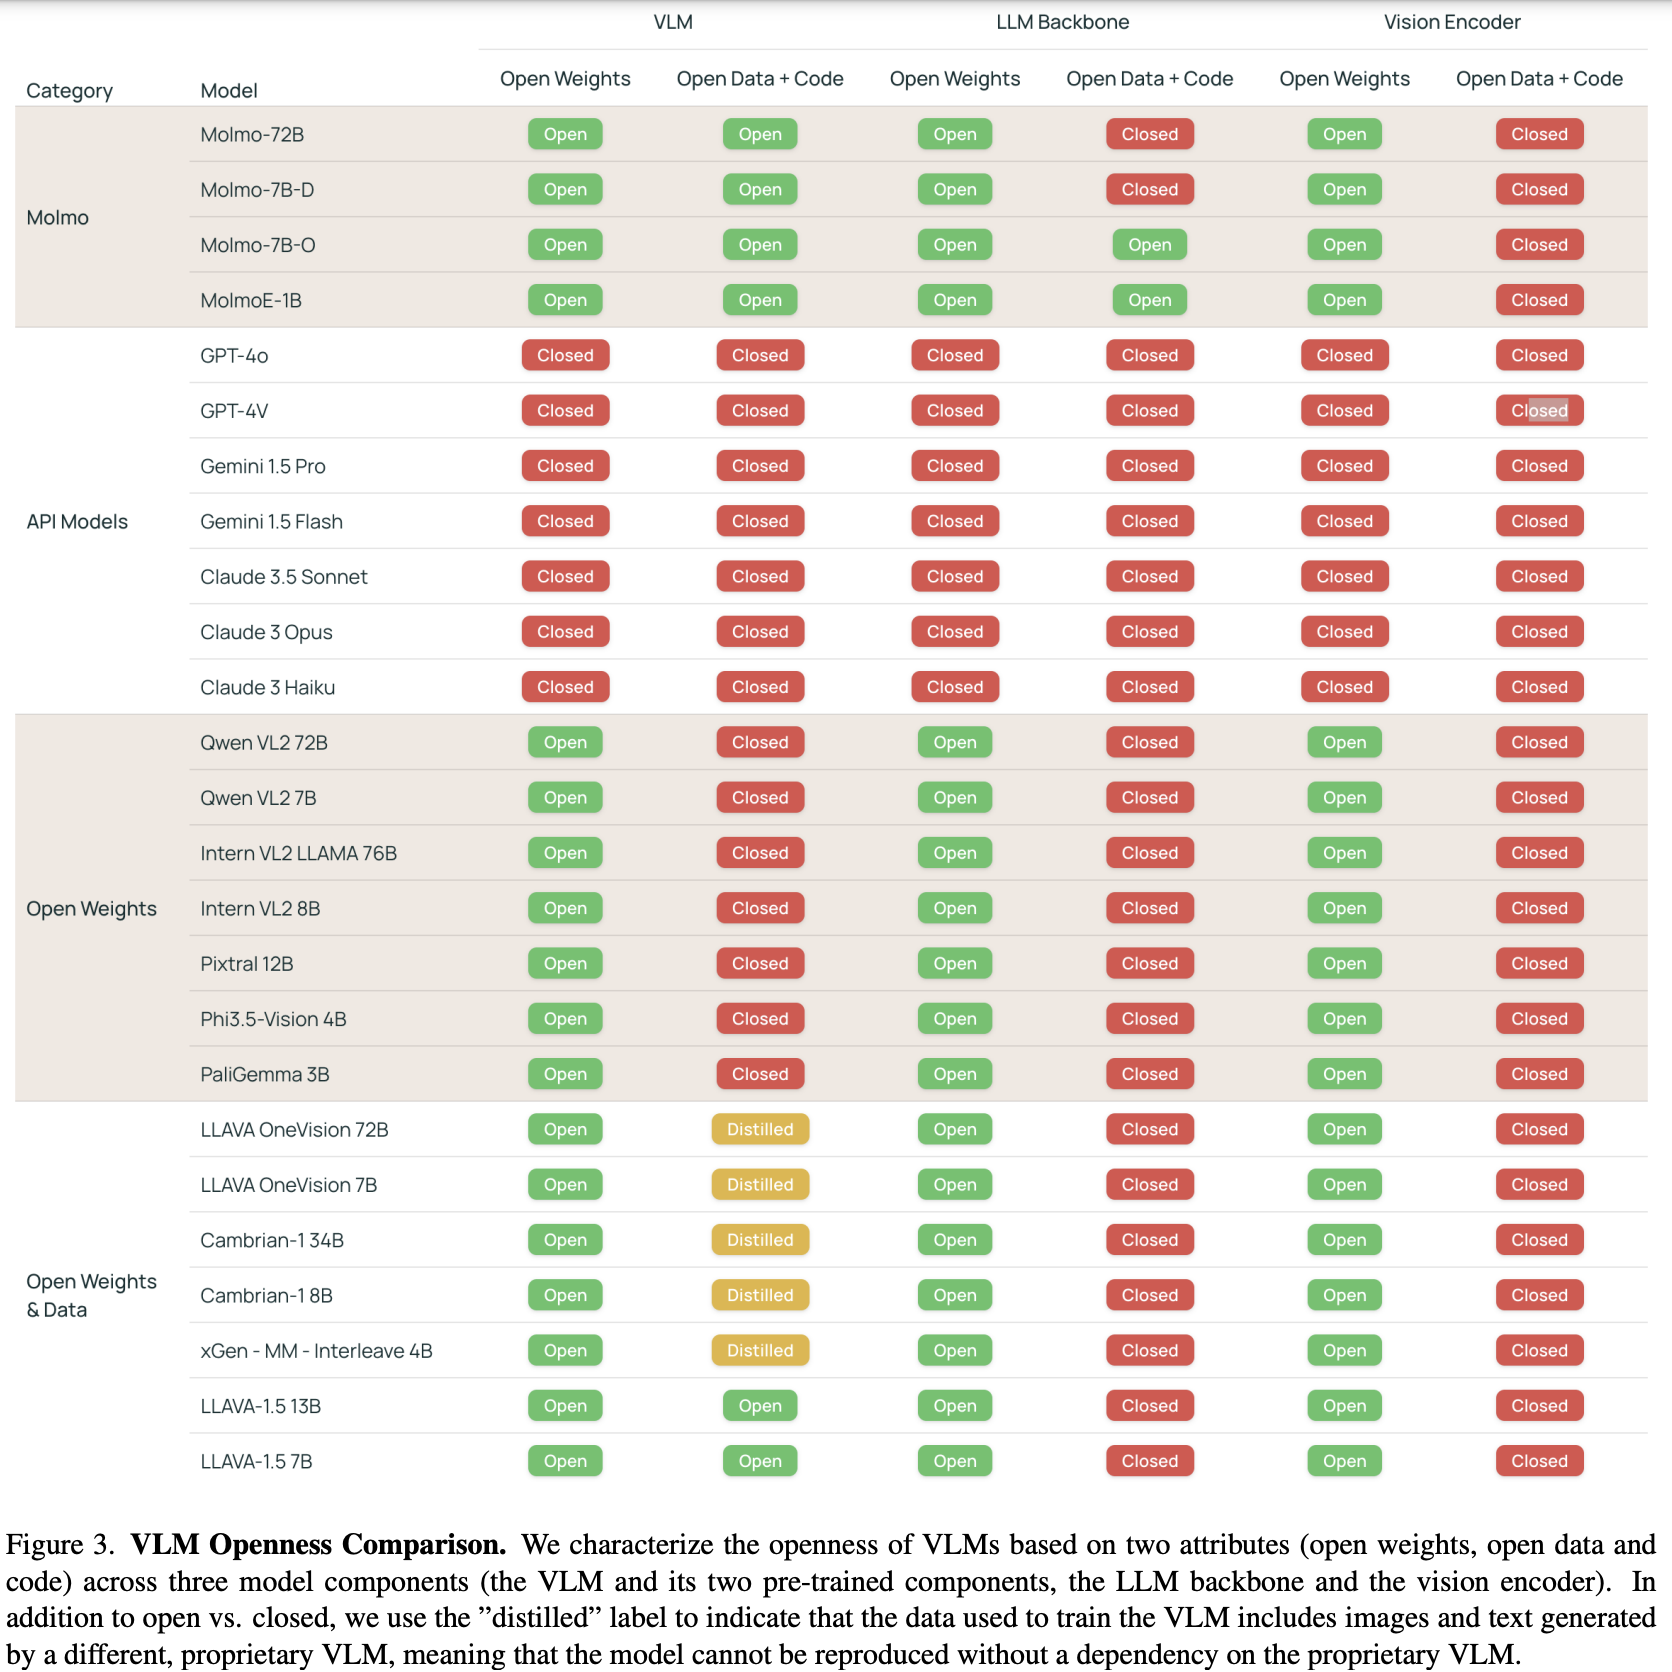 VLM LLM Backbone Vision Encoder
Category Model Open Weights Open Data + Code Open Weights Open Data + Code Open Weights Open Data + Code
Molmo
Molmo-72B Open Open Open Closed Open Closed
Molmo-7B-D Open Open Open Closed Open Closed
Molmo-7B-O Open Open Open Open Open Closed
MolmoE-1B Open Open Open Open Open Closed
API Models
GPT-4o Closed Closed Closed Closed Closed Closed
GPT-4V Closed Closed Closed Closed Closed Closed
Gemini 1.5 Pro Closed Closed Closed Closed Closed Closed
Gemini 1.5 Flash Closed Closed Closed Closed Closed Closed
Claude 3.5 Sonnet Closed Closed Closed Closed Closed Closed
Claude 3 Opus Closed Closed Closed Closed Closed Closed
Claude 3 Haiku Closed Closed Closed Closed Closed Closed
Open Weights
Qwen VL2 72B Open Closed Open Closed Open Closed
Qwen VL2 7B Open Closed Open Closed Open Closed
Intern VL2 LLAMA 76B Open Closed Open Closed Open Closed
Intern VL2 8B Open Closed Open Closed Open Closed
Pixtral 12B Open Closed Open Closed Open Closed
Phi3.5-Vision 4B Open Closed Open Closed Open Closed
PaliGemma 3B Open Closed Open Closed Open Closed
Open Weights
& Data
LLAVA OneVision 72B Open Distilled Open Closed Open Closed
LLAVA OneVision 7B Open Distilled Open Closed Open Closed
Cambrian-1 34B Open Distilled Open Closed Open Closed
Cambrian-1 8B Open Distilled Open Closed Open Closed
xGen - MM - Interleave 4B Open Distilled Open Closed Open Closed
LLAVA-1.5 13B Open Open Open Closed Open Closed
LLAVA-1.5 7B Open Open Open Closed Open Closed
Figure 3. VLM Openness Comparison. We characterize the openness of VLMs based on two attributes (open weights, open data and
code) across three model components (the VLM and its two pre-trained components, the LLM backbone and the vision encoder). In
addition to open vs. closed, we use the ”distilled” label to indicate that the data used to train the VLM includes images and text generated
by a different, proprietary VLM, meaning that the model cannot be reproduced without a dependency on the proprietary VLM.